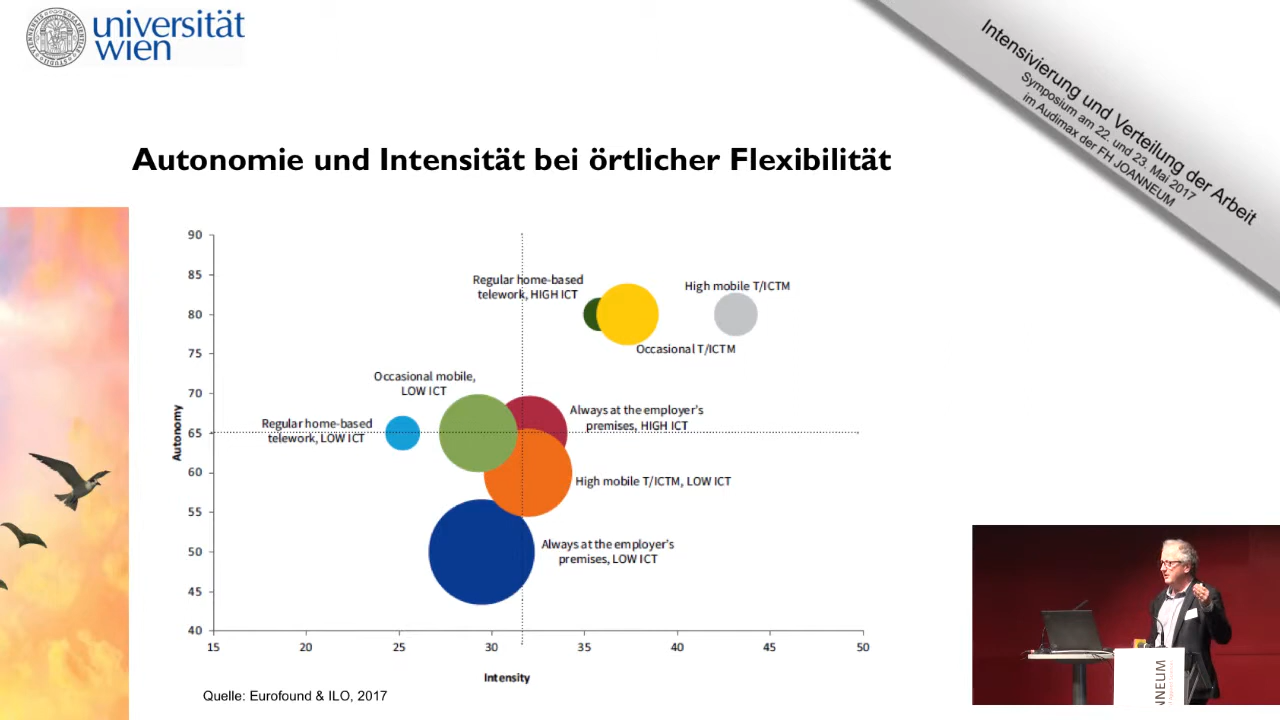 universität
wien
Intensivierung und Verteilung der Arbeit
Symposium am 22. und 23. Mai 2017
im Audimax der FH JOANNEUM
Autonomie und Intensität bei örtlicher Flexibilität
90
85
80
75
70
65
60
55
50
45
40
Autonomy
Regular home-based
telework, HIGH ICT
High mobile T/ICTM
Occasional T/ICTM
Occasional mobile,
LOW ICT
Regular home-based
telework, LOW ICT
Always at the employer's
premises, HIGH ICT
High mobile T/ICTM, LOW ICT
Always at the employer's
premises, LOW ICT
15
20
25
30
35
40
45
50
Intensity
Quelle: Eurofound & ILO, 2017
NNEUM